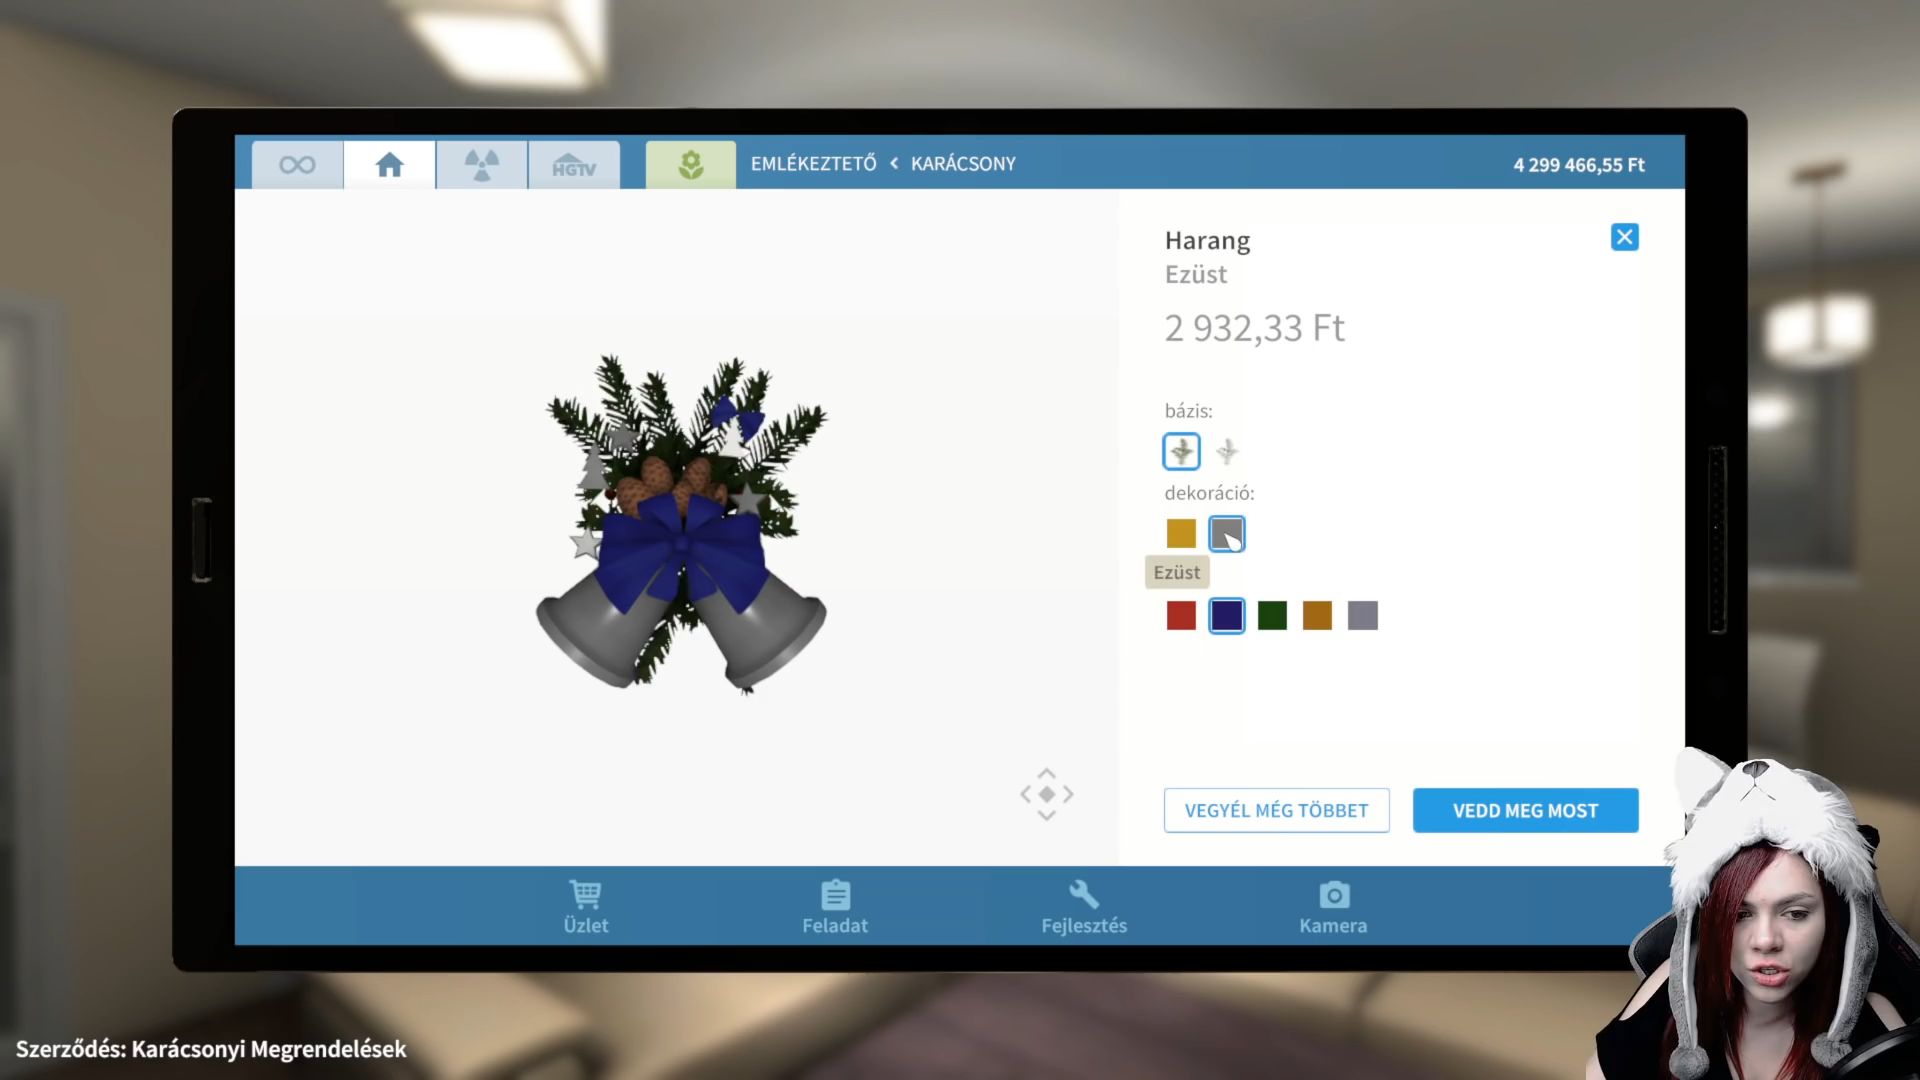 HGTV
EMLÉKEZTETŐ < KARÁCSONY
4 299 466,55 Ft
Harang
Ezüst
2 932,33 Ft
bázis:
dekoráció:
Ezüst
VEGYÉL MÉG TÖBBET
VEDD MEG MOST
Üzlet
Feladat
Fejlesztés
Kamera
Szerződés: Karácsonyi Megrendelések